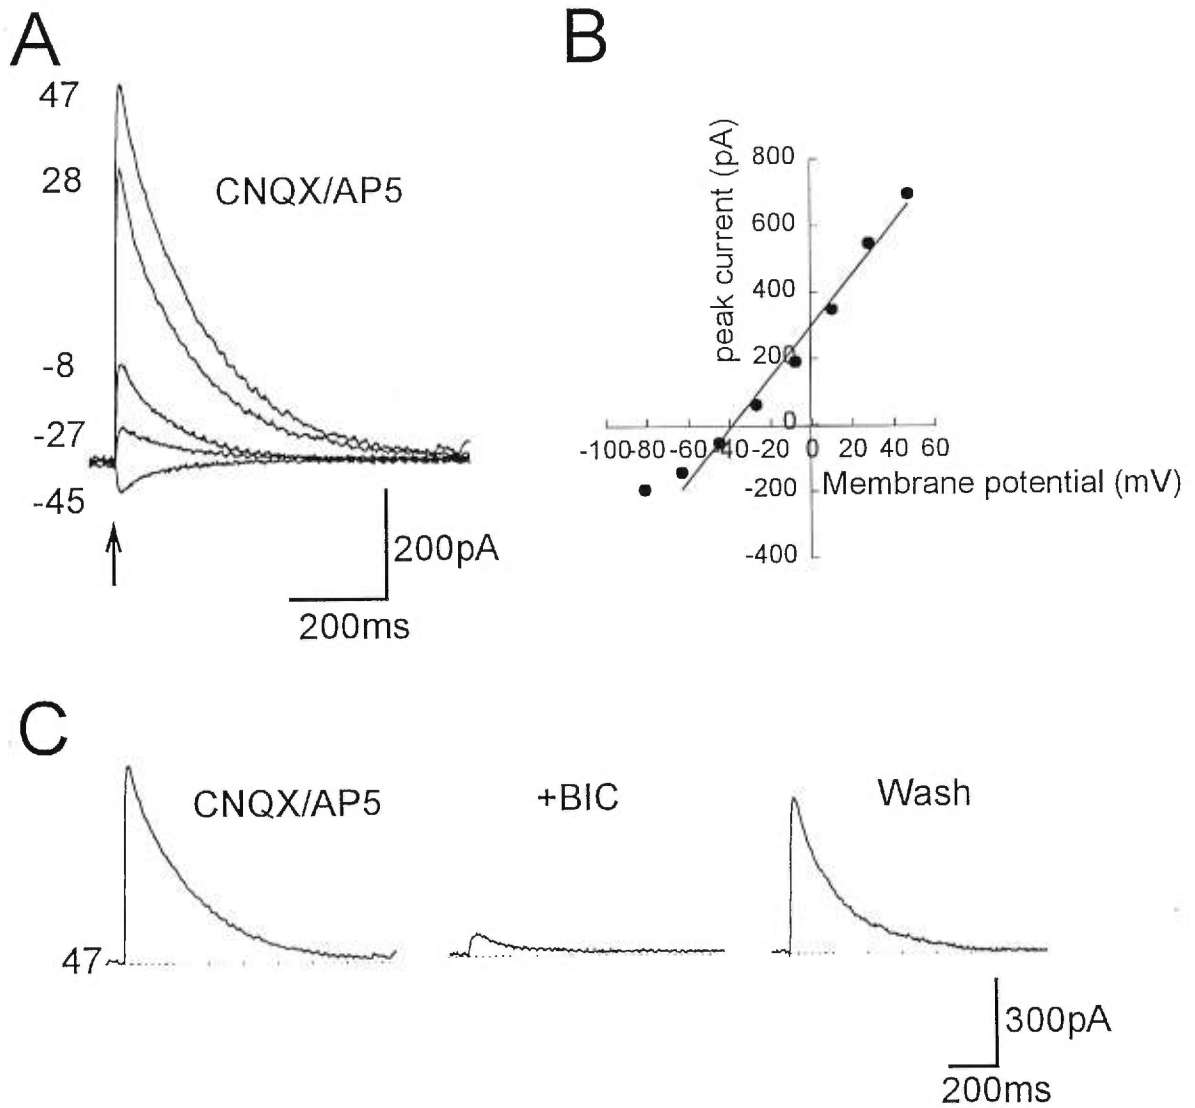 A
47
28
CNQX/AP5
-8
-27
-45
200pA
200ms
B
peak current (pA)
800
600
400
200
0
-200
-400
-100 -80 -60 -40 -20 0 20 40 60
Membrane potential (mV)
C
CNQX/AP5
+BIC
Wash
47
300pA
200ms